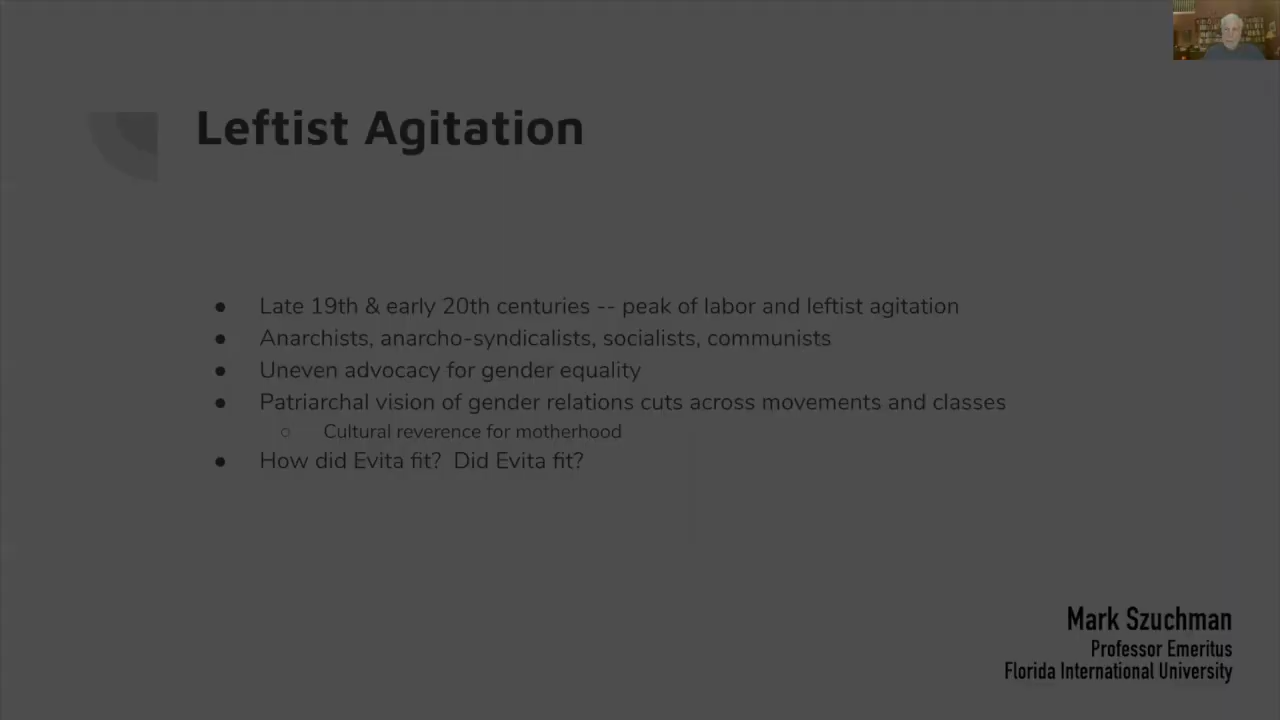 Leftist Agitation
● Late 19th & early 20th centuries -- peak of labor and leftist agitation
● Anarchists, anarcho-syndicalists, socialists, communists
● Uneven advocacy for gender equality
● Patriarchal vision of gender relations cuts across movements and classes
○ Cultural reverence for motherhood
● How did Evita fit?  Did Evita fit?
Mark Szuchman
Professor Emeritus
Florida International University